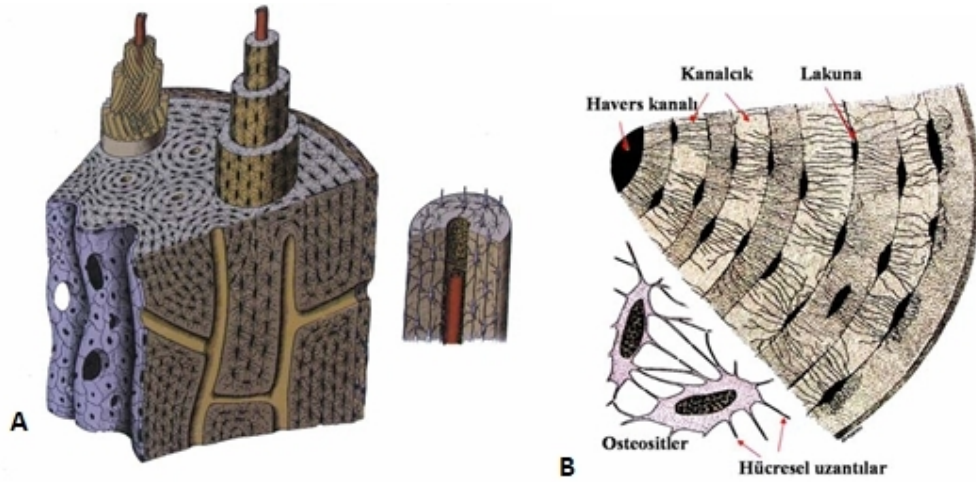 Kanalcık
Lakuna
Havers kanalı
A
Osteositler
B
Hücresel uzantılar